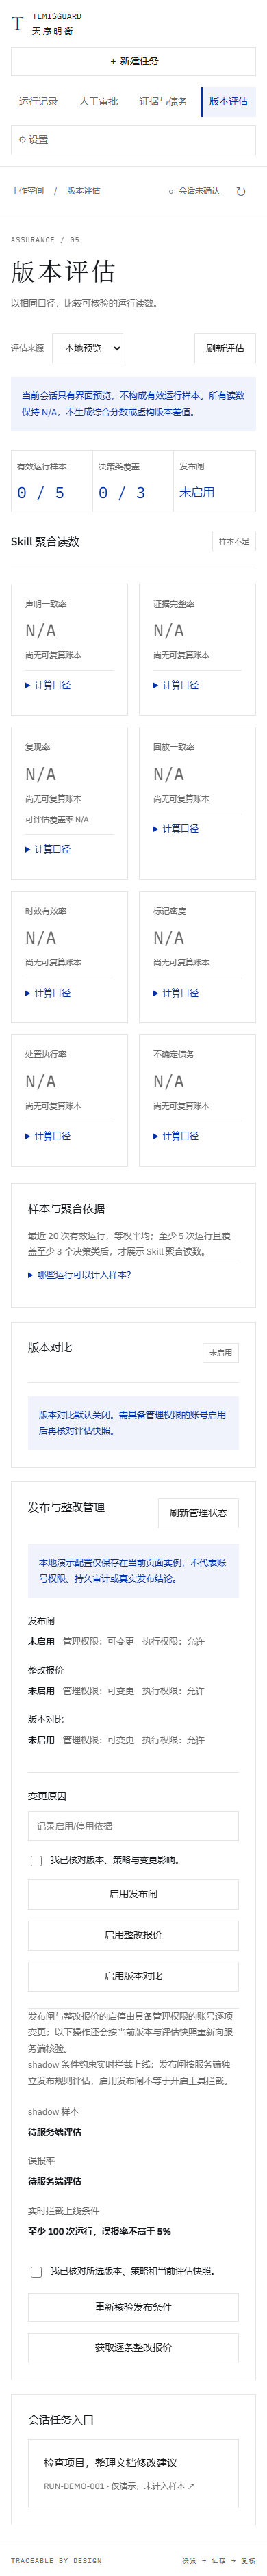 T TEMISGUARD
天序明衡
+ 新建任务
运行记录 人工审批 证据与债务 版本评估
⚙ 设置
工作空间 / 版本评估 会话未确认 ↻
ASSURANCE / 05
版本评估
以相同口径，比较可核验的运行读数。
评估来源 本地预览 刷新评估
当前会话只有界面预览，不构成有效运行样本。所有读数
保持 N/A，不生成综合分数或虚构版本差值。
有效运行样本 决策类覆盖 发布闸
0 / 5 0 / 3 未启用
Skill 聚合读数 样本不足
声明一致率 证据完整率
N/A N/A
尚无可复算账本 尚无可复算账本
▶ 计算口径 ▶ 计算口径
复现率 回放一致率
N/A N/A
尚无可复算账本 尚无可复算账本
可评估覆盖率 N/A
▶ 计算口径 ▶ 计算口径
时效有效率 标记密度
N/A N/A
尚无可复算账本 尚无可复算账本
▶ 计算口径 ▶ 计算口径
处置执行率 不确定债务
N/A N/A
尚无可复算账本 尚无可复算账本
▶ 计算口径 ▶ 计算口径
样本与聚合依据
最近 20 次有效运行，等权平均；至少 5 次运行且覆
盖至少 3 个决策类后，才展示 Skill 聚合读数。
▶ 哪些运行可以计入样本？
版本对比 未启用
版本对比默认关闭。需具备管理权限的账号启用
后再核对评估快照。
发布与整改管理 刷新管理状态
本地演示配置仅保存在当前页面实例，不代表账
号权限、持久审计或真实发布结论。
发布闸
未启用 管理权限：可变更 执行权限：允许
整改报价
未启用 管理权限：可变更 执行权限：允许
版本对比
未启用 管理权限：可变更 执行权限：允许
变更原因
记录启用/停用依据
我已核对版本、策略与变更影响。
启用发布闸
启用整改报价
启用版本对比
发布闸与整改报价的启停由具备管理权限的账号逐项
变更；以下操作还会按当前版本与评估快照重新向服
务端核验。
shadow 条件约束实时拦截上线；发布闸按服务端独
立发布规则评估，启用发布闸不等于开启工具拦截。
shadow 样本
待服务端评估
误报率
待服务端评估
实时拦截上线条件
至少 100 次运行，误报率不高于 5%
我已核对所选版本、策略和当前评估快照。
重新核验发布条件
获取逐条整改报价
会话任务入口
检查项目，整理文档修改建议
RUN-DEMO-001 · 仅演示，未计入样本 ↗
TRACEABLE BY DESIGN 决策 → 证据 → 复核